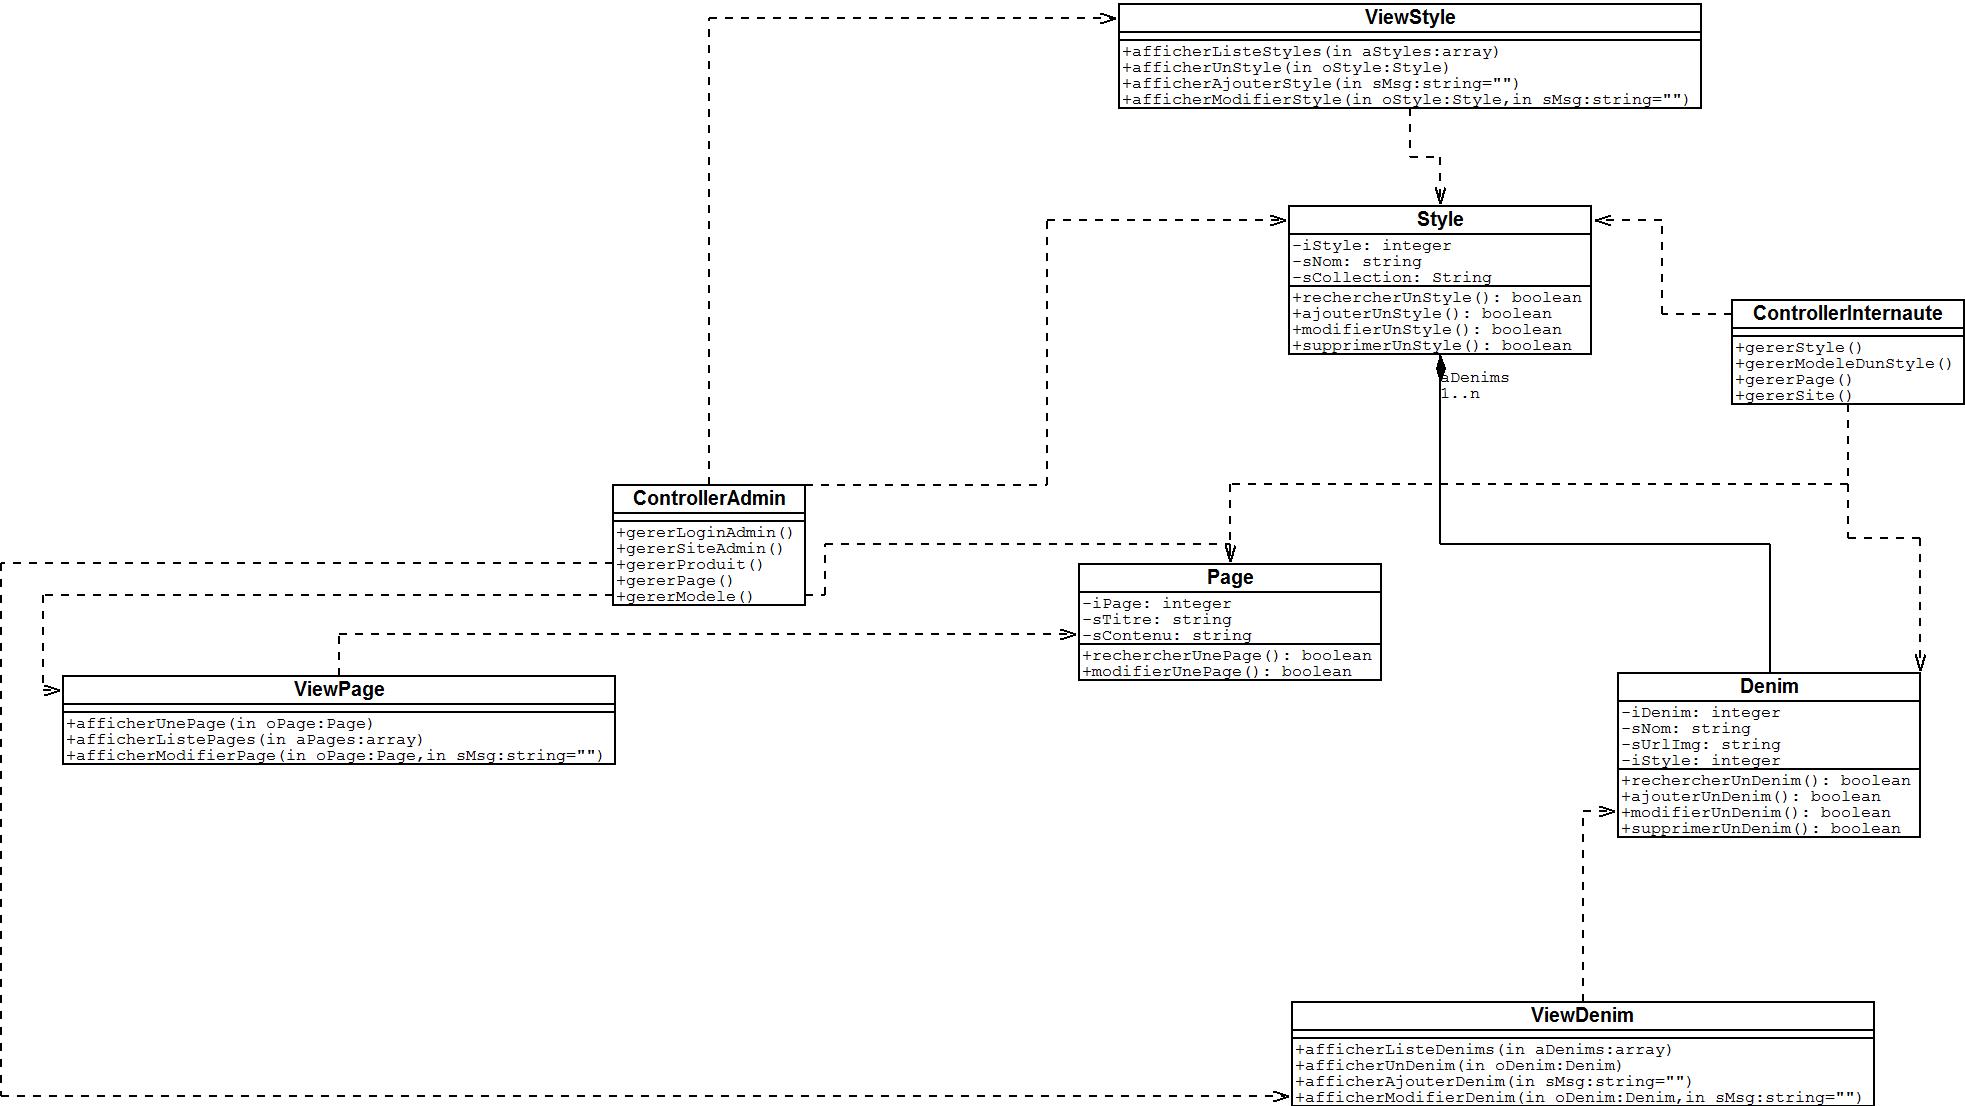 ViewStyle
+afficherListeStyles(in aStyles:array)
+afficherUnStyle(in oStyle:Style)
+afficherAjouterStyle(in sMsg:string="")
+afficherModifierStyle(in oStyle:Style,in sMsg:string="")
Style
-iStyle: integer
-sNom: string
-sCollection: String
+rechercherUnStyle(): boolean
+ajouterUnStyle(): boolean
+modifierUnStyle(): boolean
+supprimerUnStyle(): boolean
aDenims
1..n
ControllerInternaute
+gererStyle()
+gererModeleDunStyle()
+gererPage()
+gererSite()
ControllerAdmin
+gererLoginAdmin()
+gererSiteAdmin()
+gererProduit()
+gererPage()
+gererModele()
Page
-iPage: integer
-sTitre: string
-sContenu: string
+rechercherUnePage(): boolean
+modifierUnePage(): boolean
ViewPage
+afficherUnePage(in oPage:Page)
+afficherListePages(in aPages:array)
+afficherModifierPage(in oPage:Page,in sMsg:string="")
Denim
-iDenim: integer
-sNom: string
-sUrlImg: string
-iStyle: integer
+rechercherUnDenim(): boolean
+ajouterUnDenim(): boolean
+modifierUnDenim(): boolean
+supprimerUnDenim(): boolean
ViewDenim
+afficherListeDenims(in aDenims:array)
+afficherUnDenim(in oDenim:Denim)
+afficherAjouterDenim(in sMsg:string="")
+afficherModifierDenim(in oDenim:Denim,in sMsg:string="")